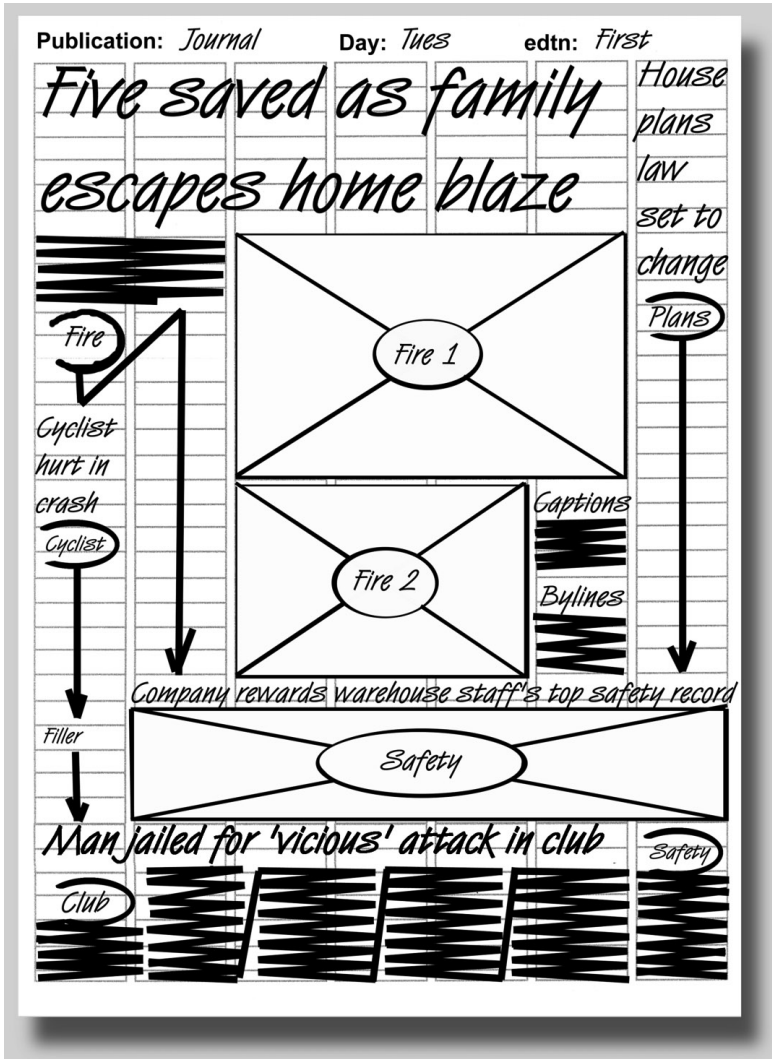 Publication: Journal Day: Tues edtn: First
Five saved as family
escapes home blaze
House
plans
law
set to
change
Fire
Fire 1
Plans
Cyclist
hurt in
crash
Cyclist
Fire 2
Captions
Bylines
Company rewards warehouse staff's top safety record
Filler
Safety
Man jailed for 'vicious' attack in club
Safety
Club